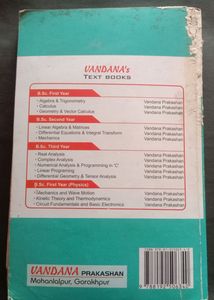 VANDANA's
TEXT BOOKS
B.Sc. First Year
• Algebra & Trigonometry Vandana Prakashan
• Calculus Vandana Prakashan
• Geometry & Vector Calculus Vandana Prakashan
B.Sc. Second Year
• Linear Algebra & Matrices Vandana Prakashan
• Differential Equations & Integral Transform Vandana Prakashan
• Mechanics Vandana Prakashan
B.Sc. Third Year
• Real Analysis Vandana Prakashan
• Complex Analysis Vandana Prakashan
• Numerical Analysis & Programming in 'C' Vandana Prakashan
• Linear Programing Vandana Prakashan
• Differential Geometry & Tensor Analysis Vandana Prakashan
B.Sc. First Year (Physics)
• Mechanics and Wave Motion Vandana Prakashan
• Kinetic Theory and Thermodynamics Vandana Prakashan
• Circuit Fundamentals and Basic Electronics Vandana Prakashan
VANDANA PRAKASHAN
Mohanlalpur, Gorakhpur